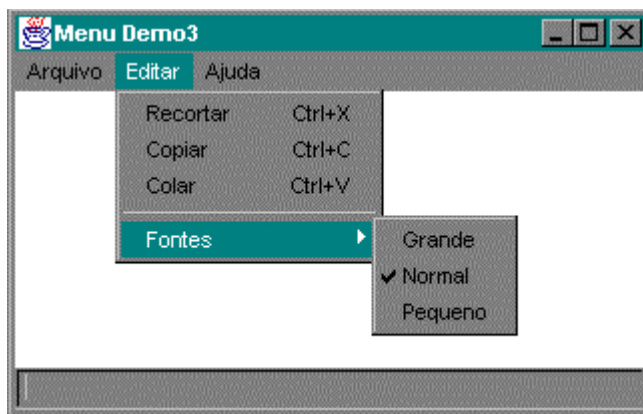 Menu Demo3
Arquivo Editar Ajuda
Recortar Ctrl+X
Copiar Ctrl+C
Colar Ctrl+V
Fontes
Grande
Normal
Pequeno